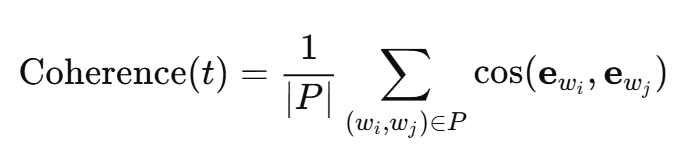 Coherence(t) = \frac{1}{|P|} \sum_{(w_i, w_j) \in P} \cos(\mathbf{e}_{w_i}, \mathbf{e}_{w_j})